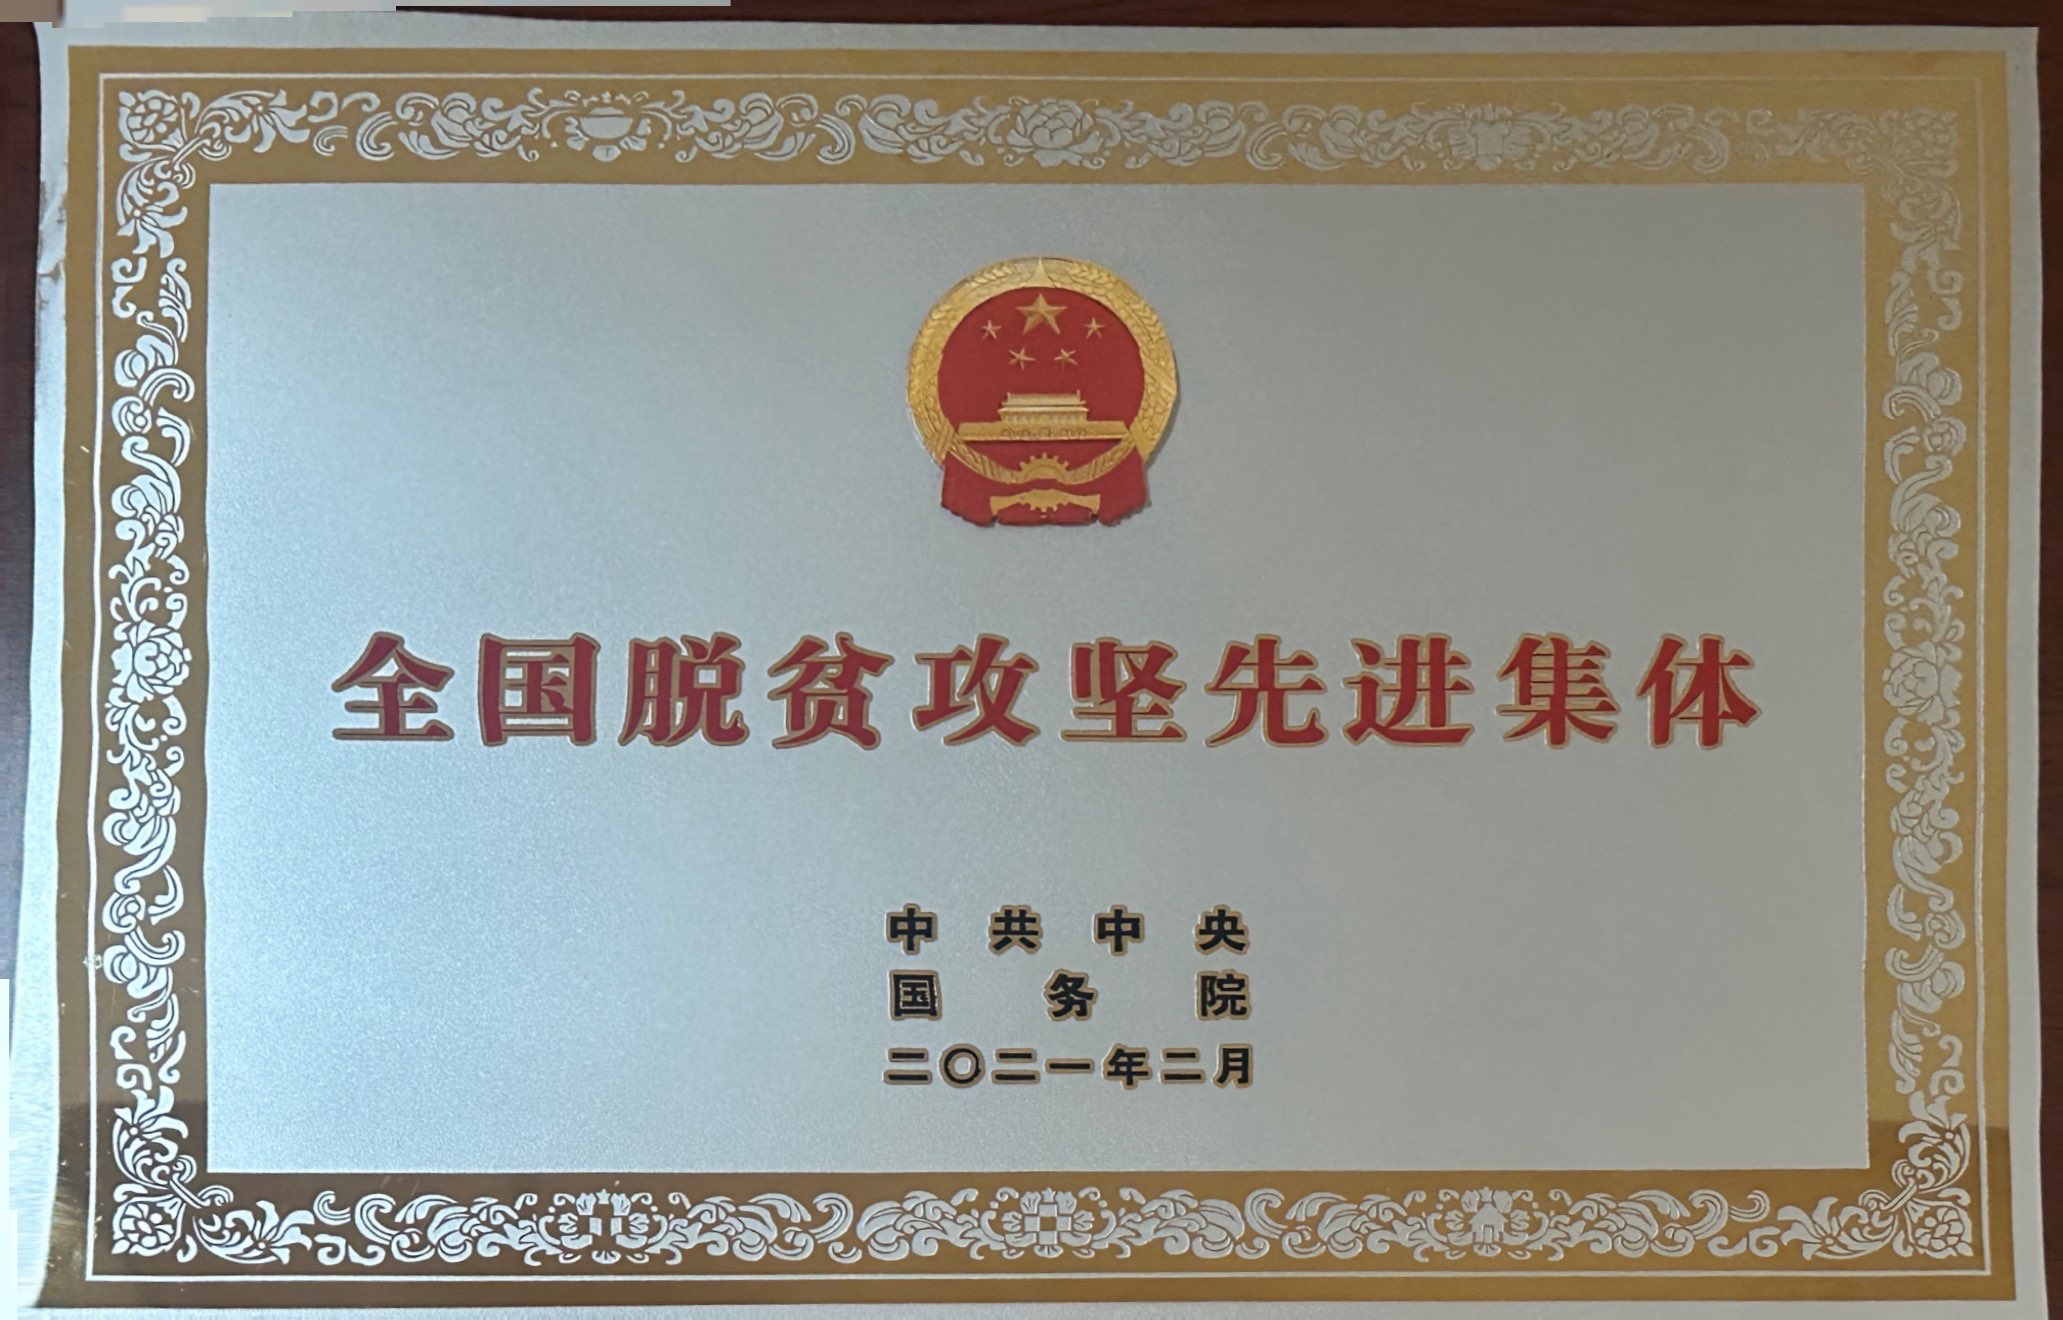 全国脱贫攻坚先进集体
中共中央
国务院
二〇二一年二月